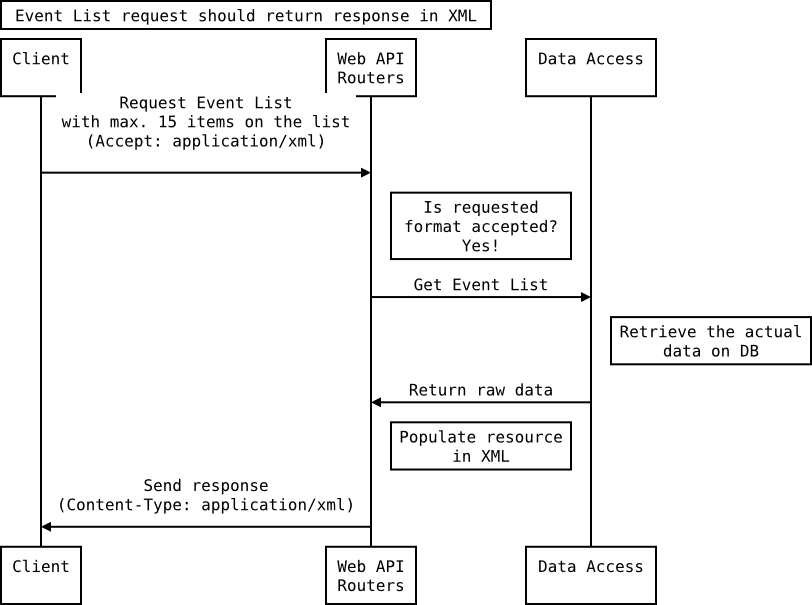 Event List request should return response in XML
Client
Web API
Routers
Data Access
Request Event List
with max. 15 items on the list
(Accept: application/xml)
Is requested
format accepted?
Yes!
Get Event List
Retrieve the actual
data on DB
Return raw data
Populate resource
in XML
Send response
(Content-Type: application/xml)
Client
Web API
Routers
Data Access